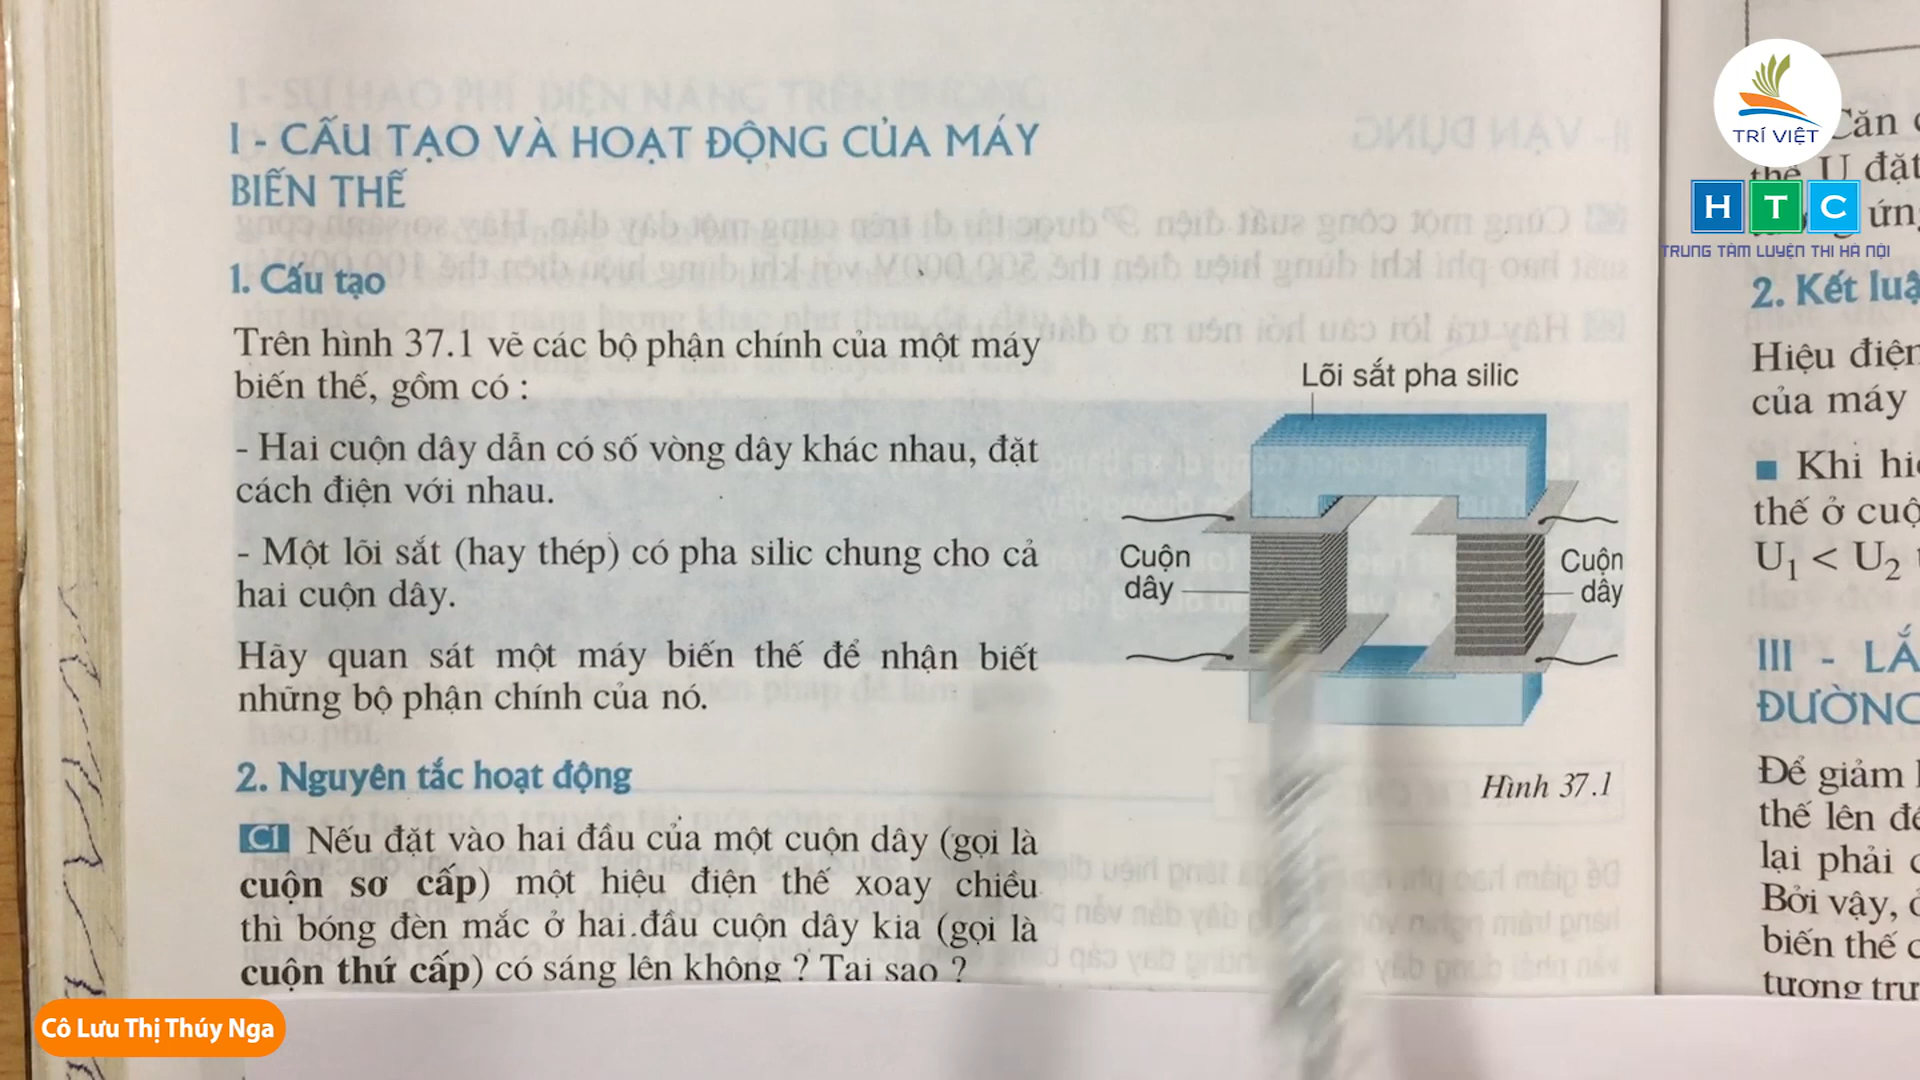 I - CẤU TẠO VÀ HOẠT ĐỘNG CỦA MÁY
BIẾN THẾ
1. Cấu tạo
Trên hình 37.1 vẽ các bộ phận chính của một máy
biến thế, gồm có :
- Hai cuộn dây dẫn có số vòng dây khác nhau, đặt
cách điện với nhau.
- Một lõi sắt (hay thép) có pha silic chung cho cả
hai cuộn dây.
Hãy quan sát một máy biến thế để nhận biết
những bộ phận chính của nó.
2. Nguyên tắc hoạt động
C1 Nếu đặt vào hai đầu của một cuộn dây (gọi là
cuộn sơ cấp) một hiệu điện thế xoay chiều
thì bóng đèn mắc ở hai đầu cuộn dây kia (gọi là
cuộn thứ cấp) có sáng lên không ? Tại sao ?
Lõi sắt pha silic
Cuộn
dây
Cuộn
dây
Hình 37.1
TRÍ VIỆT
HTC
TRUNG TÂM LUYỆN THI HÀ NỘI
Căn
thế U đặt
ứng
2. Kết luậ
Hiệu điện
của máy
Khi hiệ
thế ở cuộ
U₁ < U₂
III - LẮ
ĐƯỜNG
Để giảm
thế lên để
lại phải
Bởi vậy,
biến thế
tương trư
Cô Lưu Thị Thúy Nga